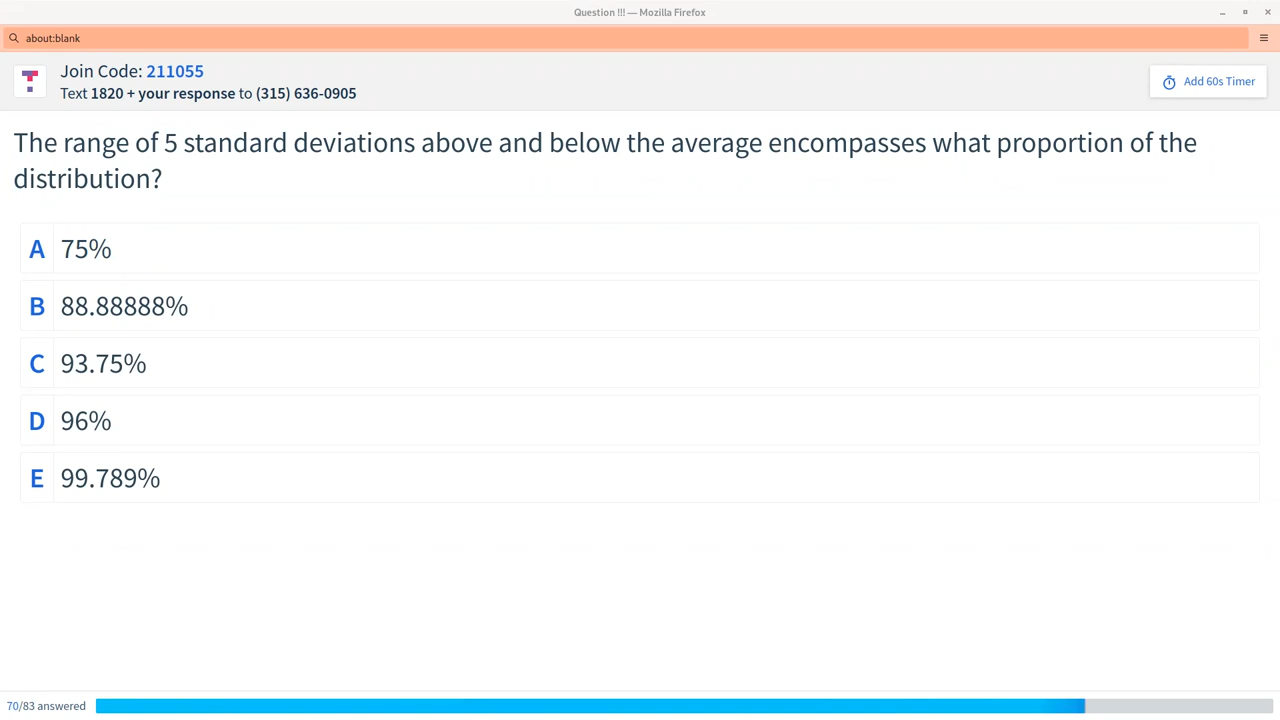 Question !!! — Mozilla Firefox
about:blank
Join Code: 211055
Text 1820 + your response to (315) 636-0905
Add 60s Timer
The range of 5 standard deviations above and below the average encompasses what proportion of the
distribution?
A 75%
B 88.88888%
C 93.75%
D 96%
E 99.789%
70/83 answered